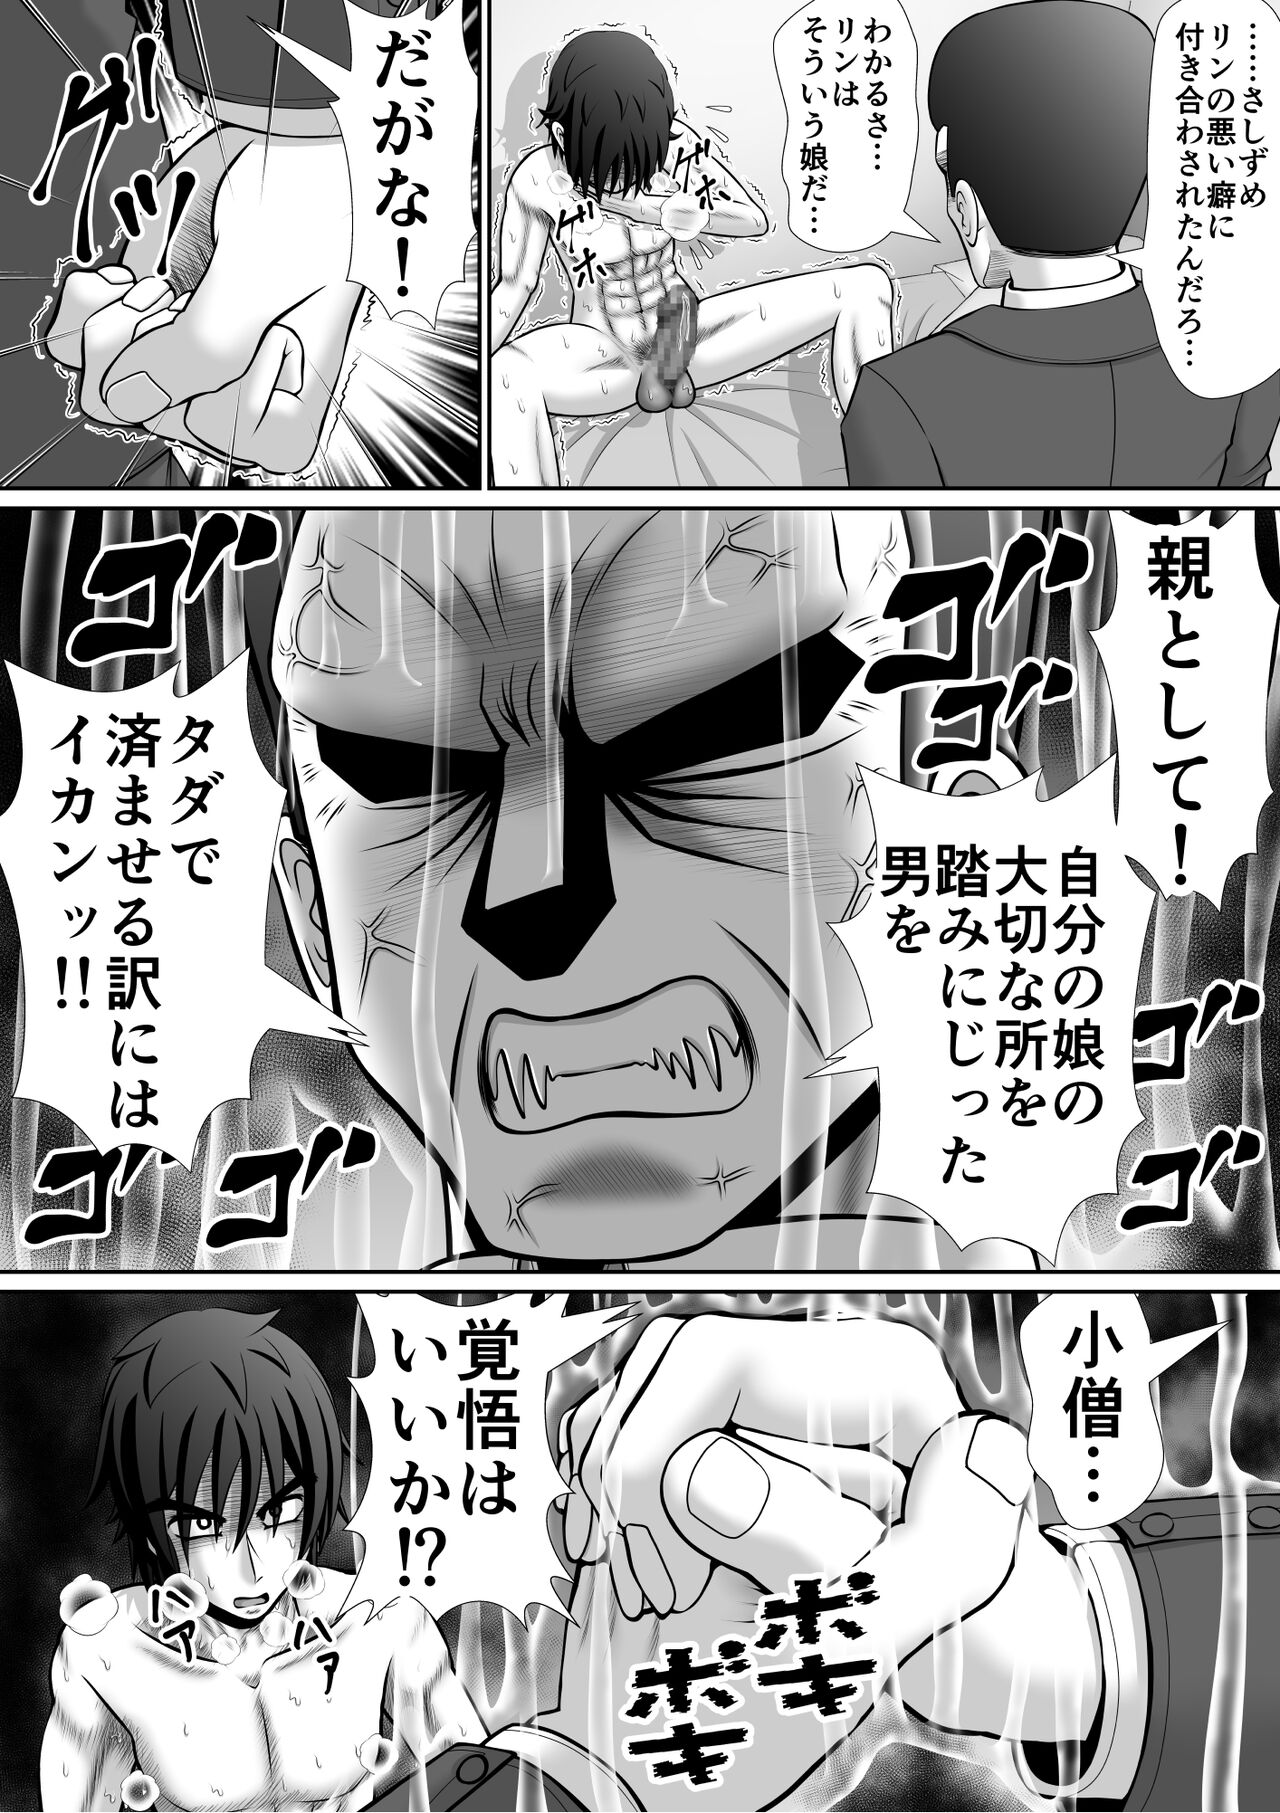 ……さしずめ
リンの悪い癖に
付き合わされたんだろ…
わかるさ…
リンは
そういう娘だ…
ゲホ
ゲホ
だがな！
グググッ
親として！
自分の娘の
大切な所を
踏みにじった
男を
タダで
済ませる訳には
イカンッ!!
ゴ
ゴ
ゴ
ゴ
ゴ
ゴ
ゴ
小僧…
ボキ
ボキ
覚悟は
いいか!?
ハァ
ハァ